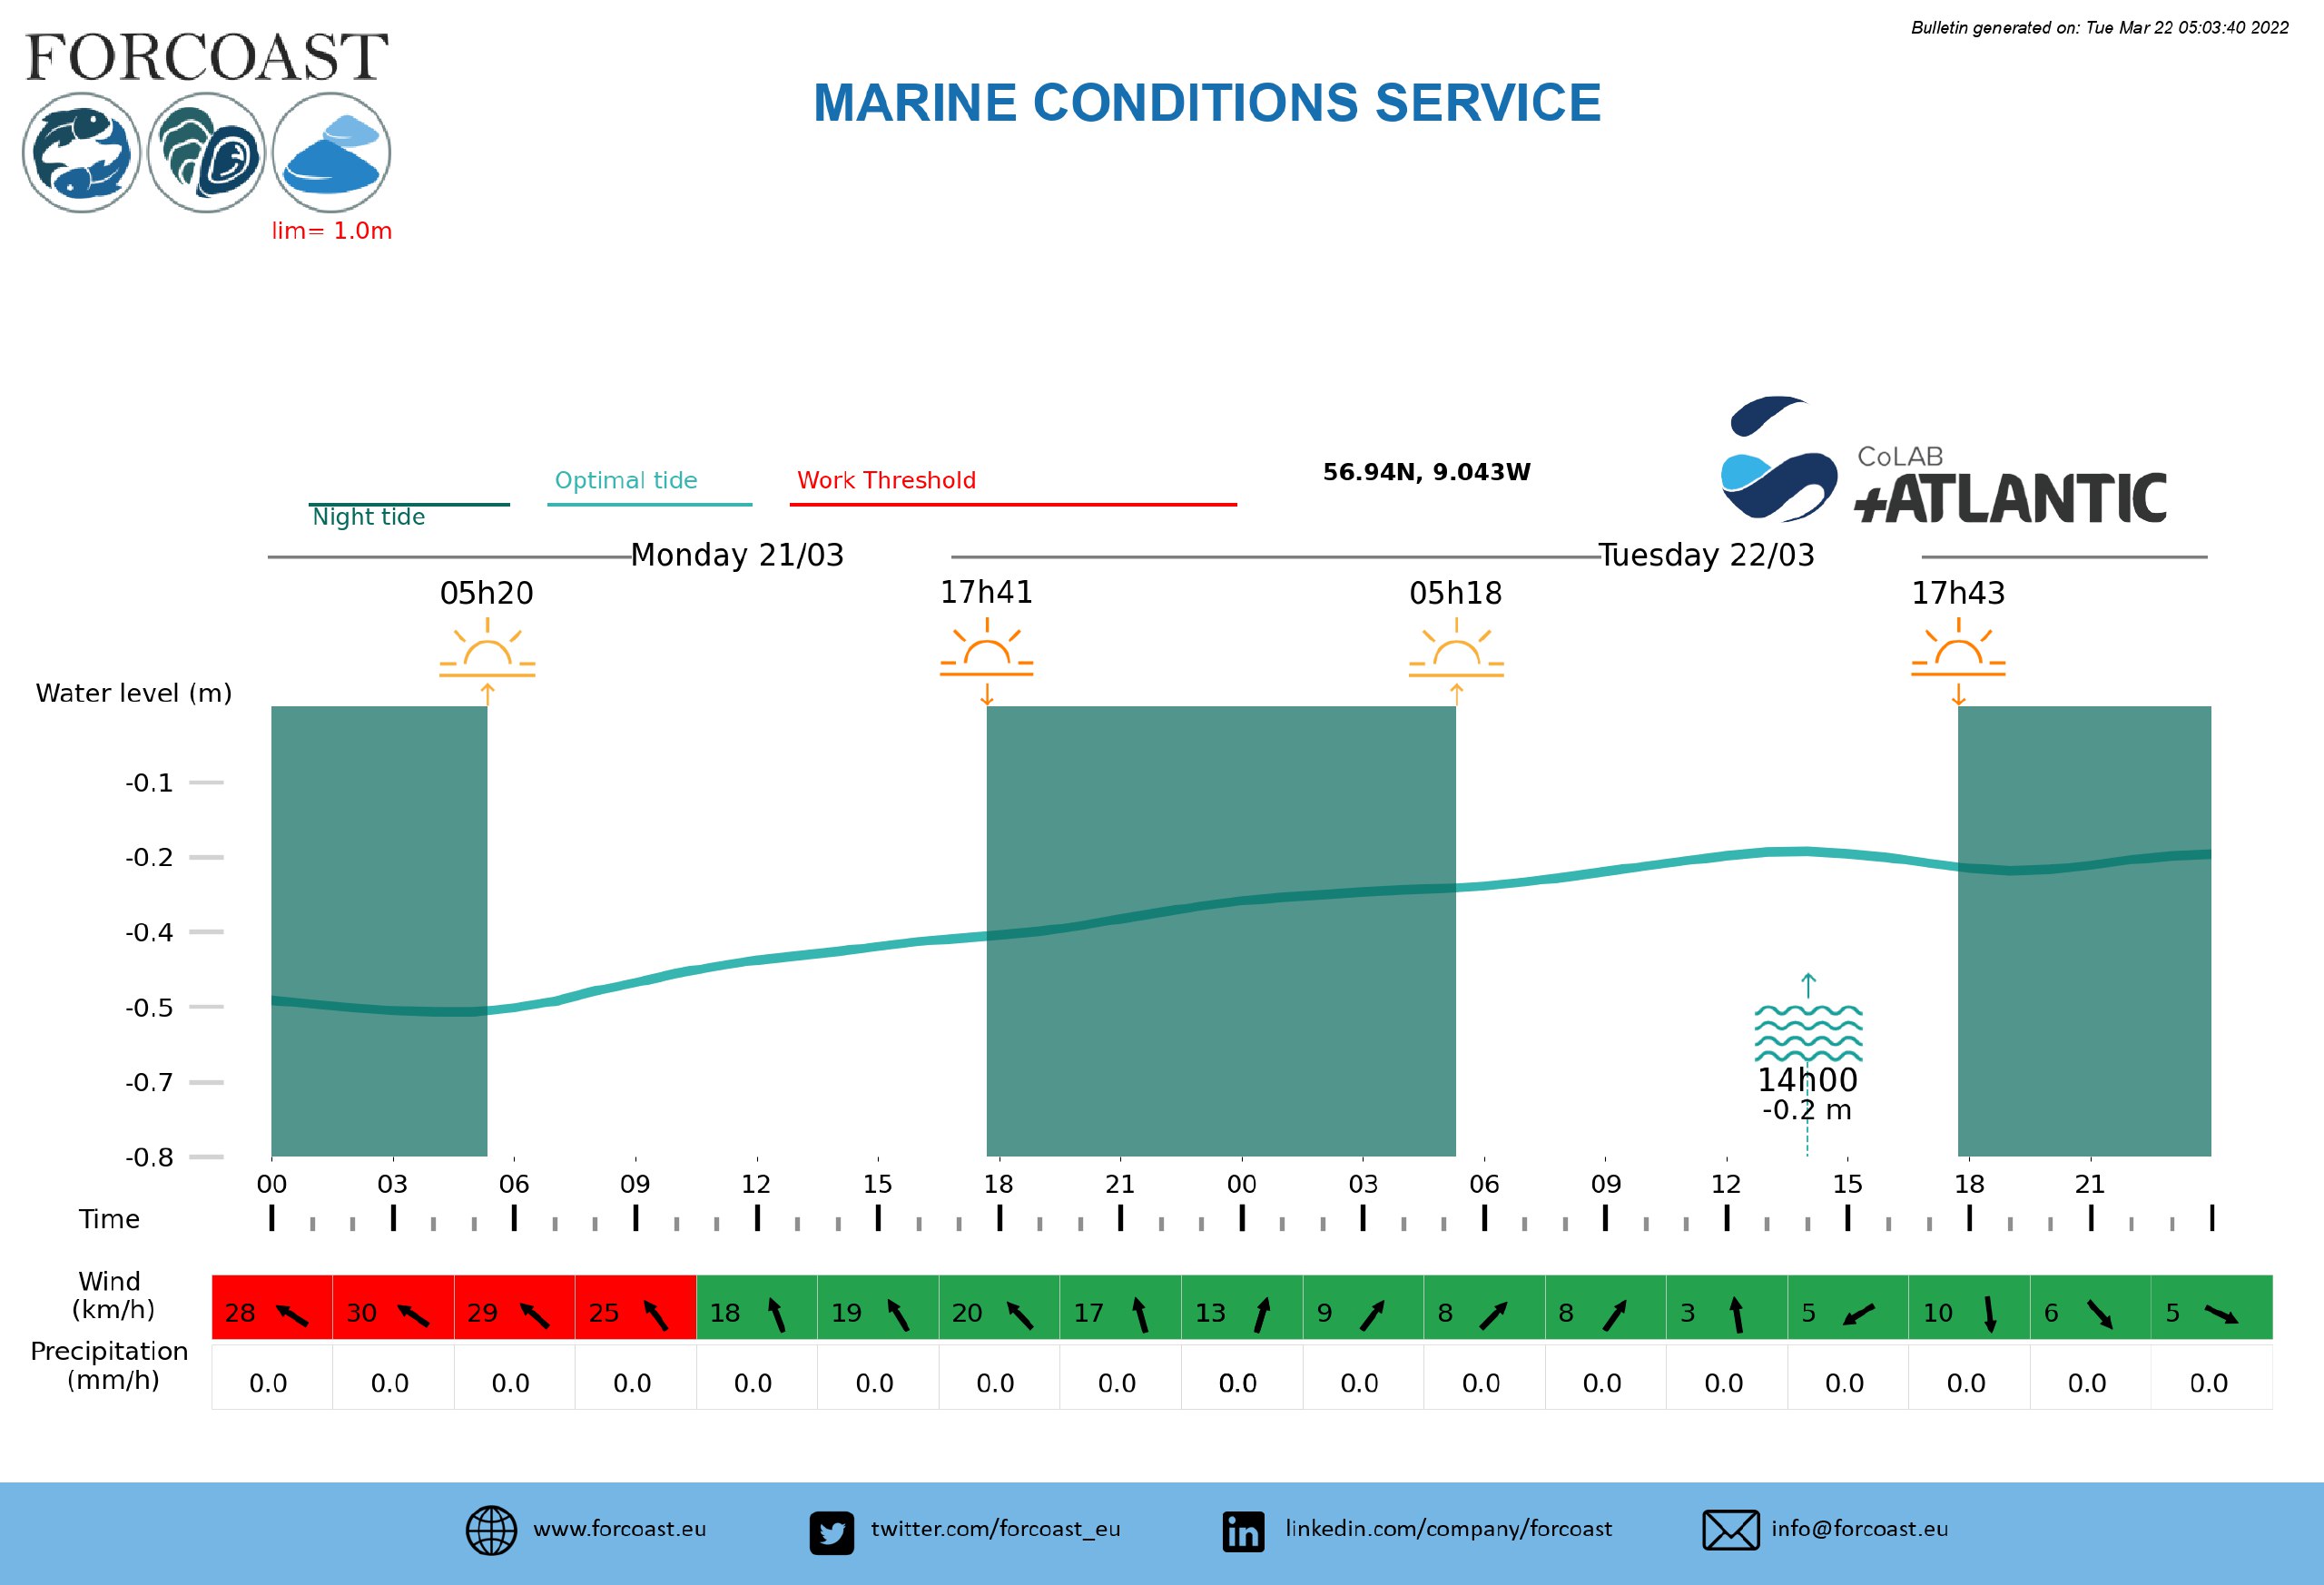 Bulletin generated on: Tue Mar 22 05:03:40 2022
FORCOAST
MARINE CONDITIONS SERVICE
lim= 1.0m
CoLAB
+ATLANTIC
Optimal tide
Work Threshold
56.94N, 9.043W
Night tide
Monday 21/03
Tuesday 22/03
05h20
17h41
05h18
17h43
Water level (m)
-0.1
-0.2
-0.4
-0.5
-0.7
-0.8
14h00
-0.2 m
00 03 06 09 12 15 18 21 00 03 06 09 12 15 18 21
Time
Wind
(km/h)
28 30 29 25 18 19 20 17 13 9 8 8 3 5 10 6 5
Precipitation
(mm/h)
0.0 0.0 0.0 0.0 0.0 0.0 0.0 0.0 0.0 0.0 0.0 0.0 0.0 0.0 0.0 0.0 0.0
www.forcoast.eu
twitter.com/forcoast_eu
linkedin.com/company/forcoast
info@forcoast.eu